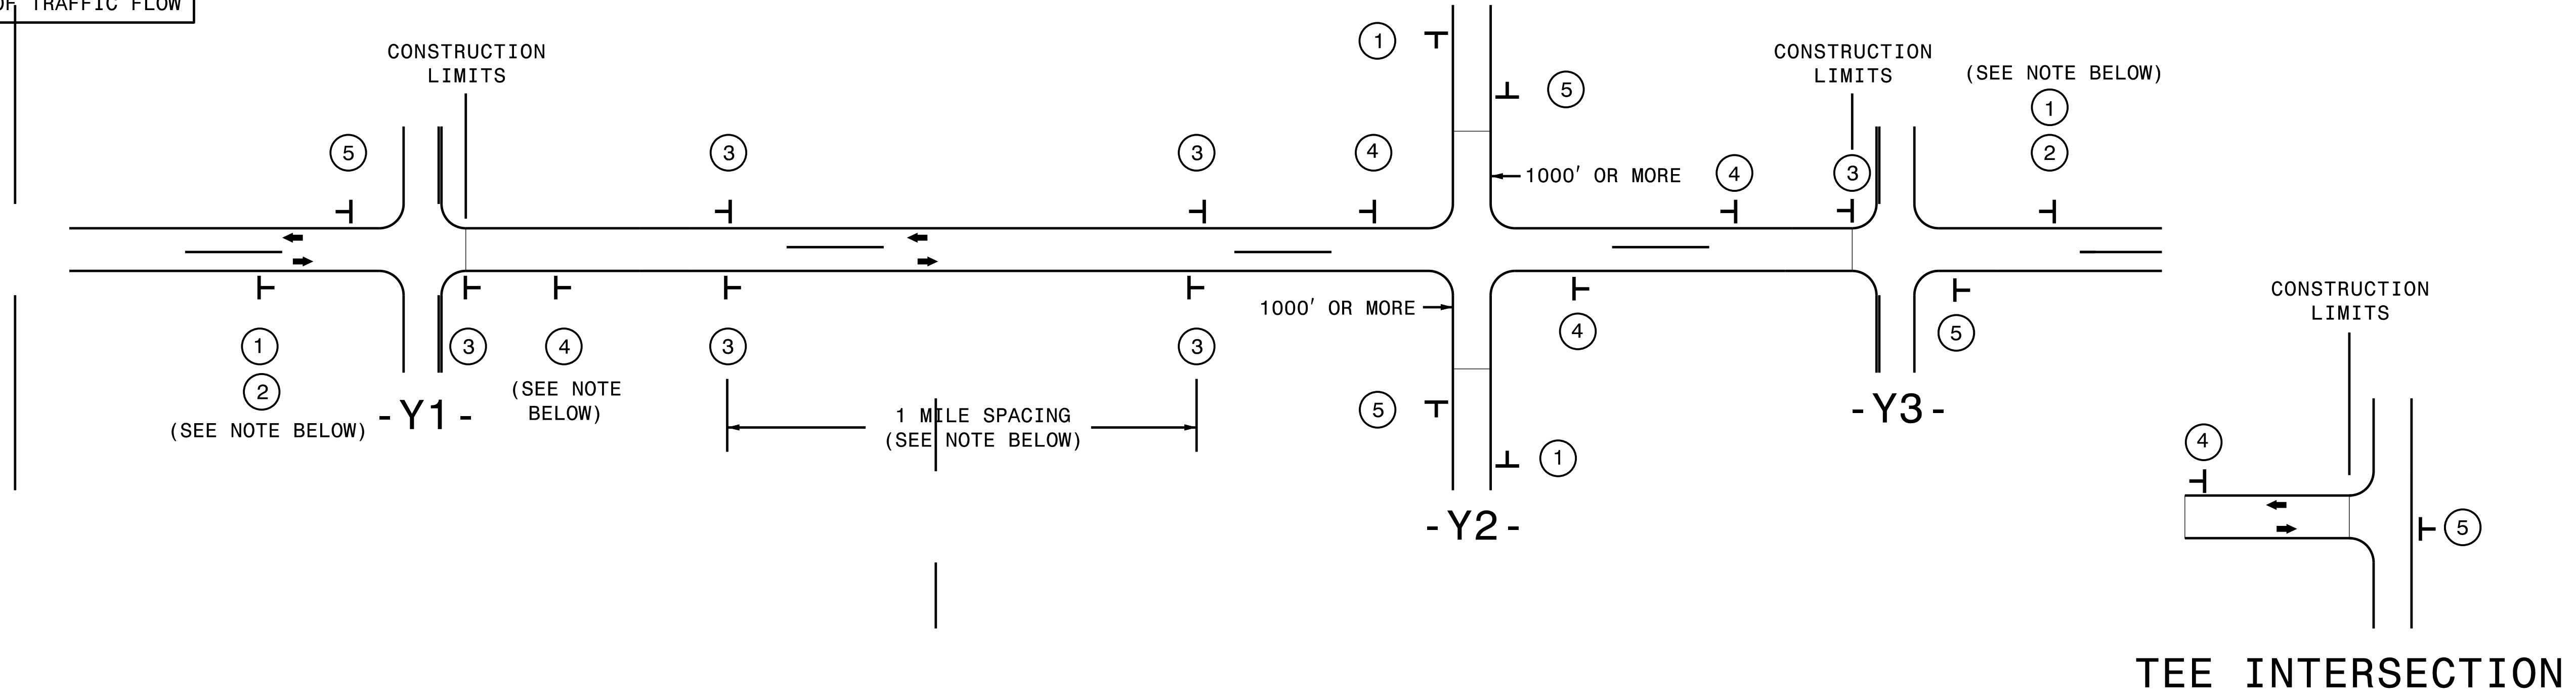 OF TRAFFIC FLOW
CONSTRUCTION
LIMITS
5
3
3
4
1
5
1000' OR MORE
4
CONSTRUCTION
LIMITS
3
(SEE NOTE BELOW)
1
2
1
2
(SEE NOTE BELOW)
-Y1-
3
4
(SEE NOTE
BELOW)
3
3
1 MILE SPACING
(SEE NOTE BELOW)
1000' OR MORE
5
1
-Y2-
4
5
-Y3-
CONSTRUCTION
LIMITS
4
5
TEE INTERSECTION